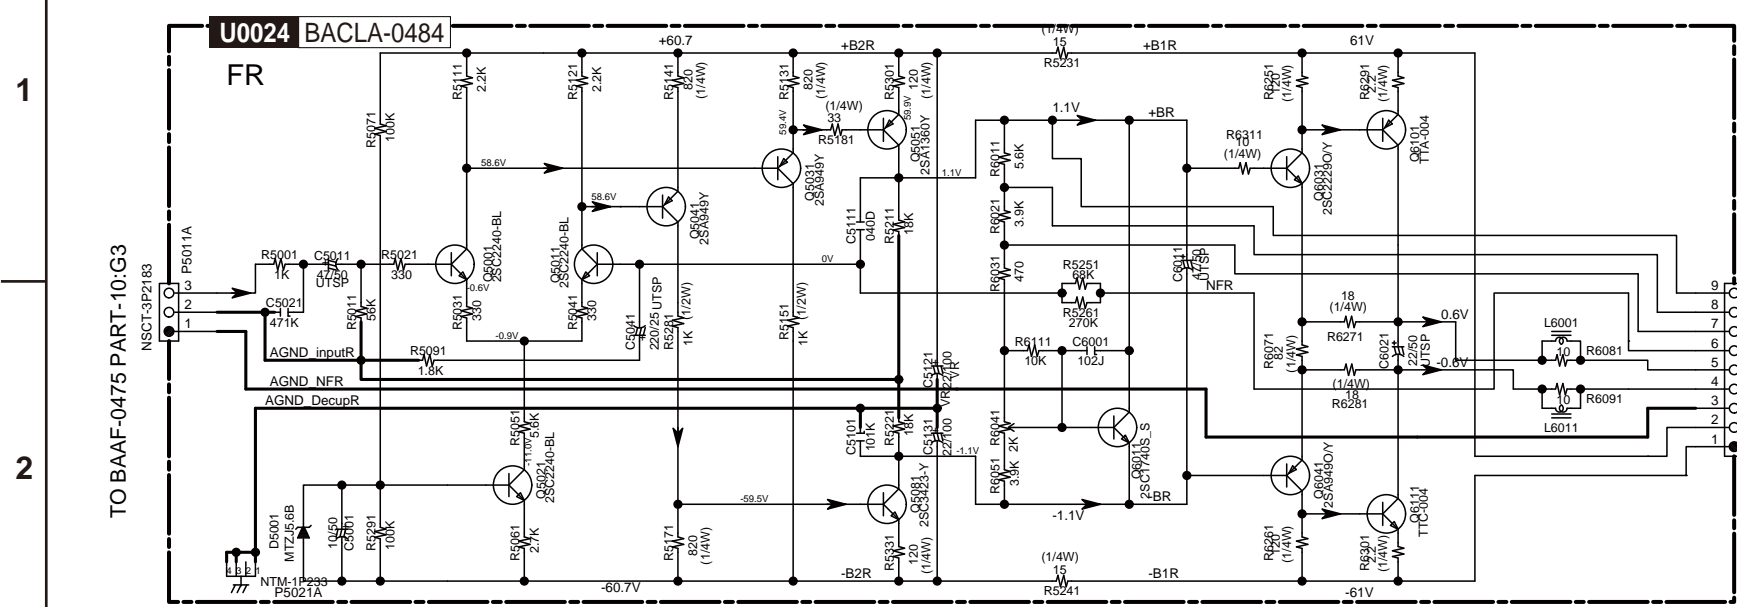 U0024 BACLA-0484
FR
1
2
TO BAAF-0475 PART-10:G3
NSCT-3P2183
P5011A
3
2
1
R5001
1K
C5011
47/50
UTSP
R5021
330
C5021
471K
R5011
56K
R5071
100K
R5111
2.2K
R5121
2.2K
+60.7
R5141
820
(1/4W)
R5131
820
(1/4W)
+B2R
R5301
120
(1/4W)
(1/4W)
15
R5231
+B1R
61V
R6251
120
(1/4W)
R6291
2.2
(1/4W)
59.4V
(1/4W)
33
R5181
59.9V
Q5051
2SA1360Y
58.6V
Q5031
2SA949Y
58.6V
Q5041
2SA949Y
Q5001
2SC2240-BL
Q5011
2SC2240-BL
-0.6V
R5031
330
R5041
330
-0.9V
C5041
220/25 UTSP
R5281
1K
(1/2W)
R5151
1K
(1/2W)
C5111
040D
R5211
18K
0V
1.1V
1.1V
+BR
R6011
5.6K
R6021
3.9K
R6031
470
R5251
68K
R5261
270K
NFR
C6011
47/50
UTSP
R6311
10
(1/4W)
Q6031
2SC2229O/Y
Q6101
TTA-004
AGND_inputR
R5091
1.8K
AGND_NFR
AGND_DecupR
C5121
22/100
VR
VR
C5131
22/100
C5101
101K
R5221
18K
-1.1V
R6111
10K
C6001
102J
R6041
2K
R6051
3.9K
Q6011
2SC1740S_S
-BR
-1.1V
R6071
82
(1/4W)
18
(1/4W)
R6271
(1/4W)
18
R6281
C6021
22/50
UTSP
0.6V
-0.6V
L6001
10
R6081
10
R6091
L6011
9
8
7
6
5
4
3
2
1
R5051
5.6K
-11.0V
Q5021
2SC2240-BL
R5061
2.7K
D5001
MTZJ5.6B
10/50
C5001
R5291
100K
4 3 2 1
NTM-1P233
P5021A
-60.7V
-59.5V
R5171
820
(1/4W)
Q5081
2SC3423-Y
R5331
120
(1/4W)
-B2R
(1/4W)
15
R5241
-B1R
Q6041
2SA949O/Y
Q6111
TTC-004
R6261
120
(1/4W)
R6301
2.2
(1/4W)
-61V